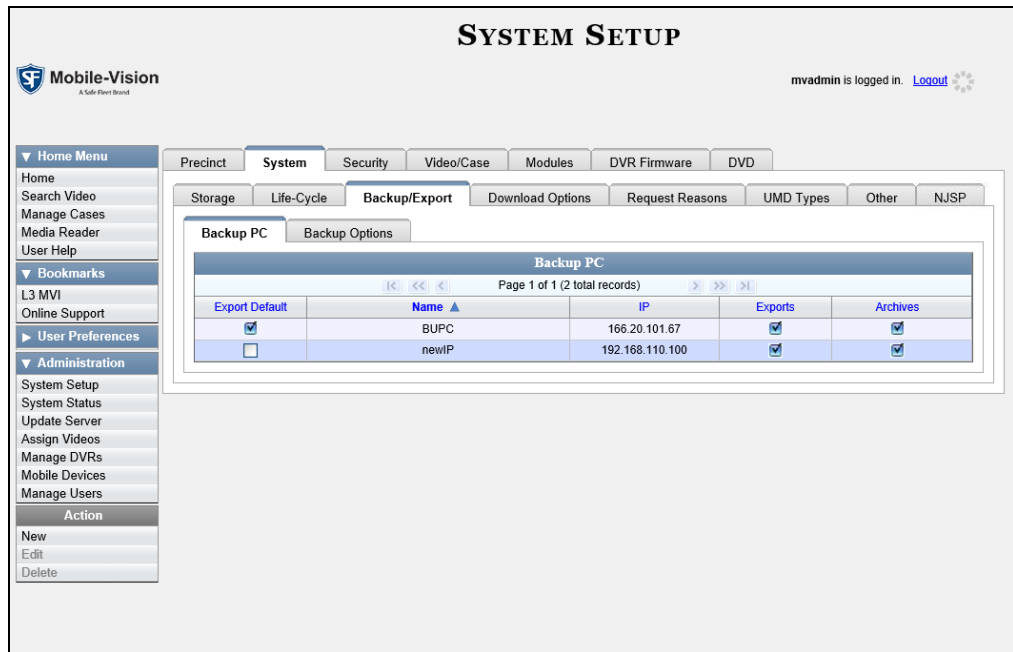 SYSTEM SETUP
SF Mobile-Vision
A Safe Fleet Brand
mvadmin is logged in. Logout
▼ Home Menu
Home
Search Video
Manage Cases
Media Reader
User Help
▼ Bookmarks
L3 MVI
Online Support
▶ User Preferences
▼ Administration
System Setup
System Status
Update Server
Assign Videos
Manage DVRs
Mobile Devices
Manage Users
Action
New
Edit
Delete
Precinct System Security Video/Case Modules DVR Firmware DVD
Storage Life-Cycle Backup/Export Download Options Request Reasons UMD Types Other NJSP
Backup PC Backup Options
Backup PC
Page 1 of 1 (2 total records)
Export Default Name ▲ IP Exports Archives
BUPC 166.20.101.67
newIP 192.168.110.100